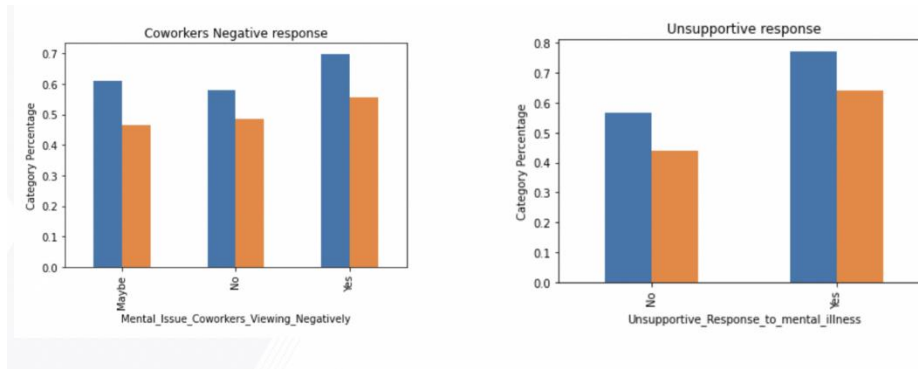 Coworkers Negative response
Category Percentage
0.7
0.6
0.5
0.4
0.3
0.2
0.1
0.0
Maybe
No
Yes
Mental_Issue_Coworkers_Viewing_Negatively
Unsupportive response
Category Percentage
0.8
0.7
0.6
0.5
0.4
0.3
0.2
0.1
0.0
No
Yes
Unsupportive_Response_to_mental_illness